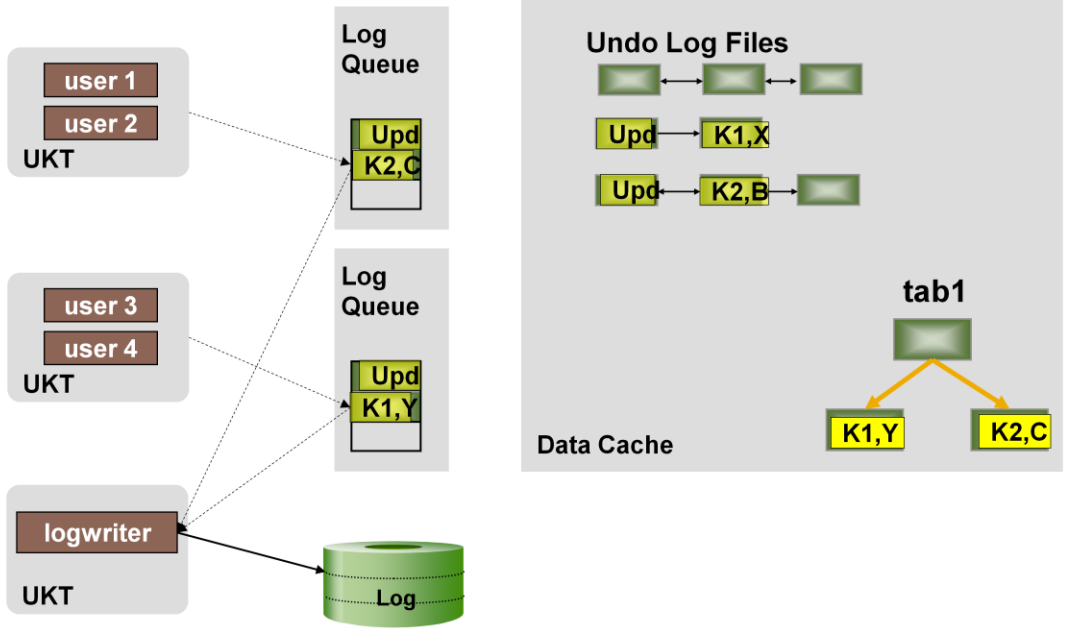 user 1
user 2
UKT
Log
Queue
Upd
K2,C
user 3
user 4
UKT
Log
Queue
Upd
K1,Y
logwriter
UKT
Log
Undo Log Files
Upd K1,X
Upd K2,B
tab1
K1,Y K2,C
Data Cache